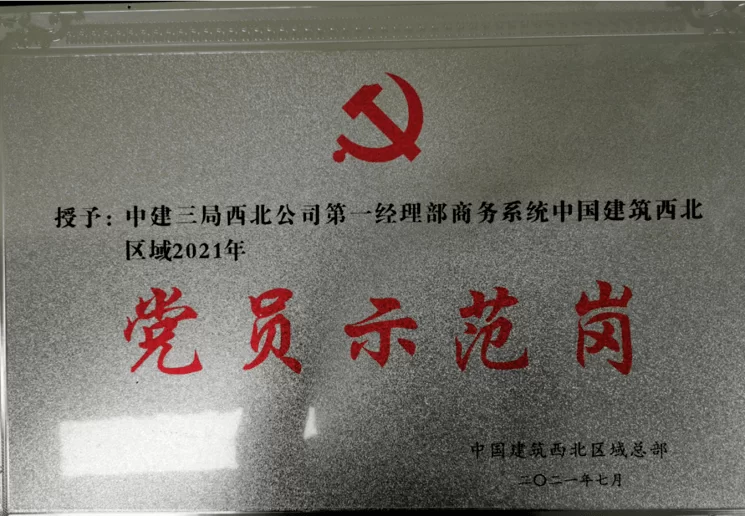 授予：中建三局西北公司第一经理部商务系统中国建筑西北
区域2021年
党员示范岗
中国建筑西北区域总部
二〇二一年七月